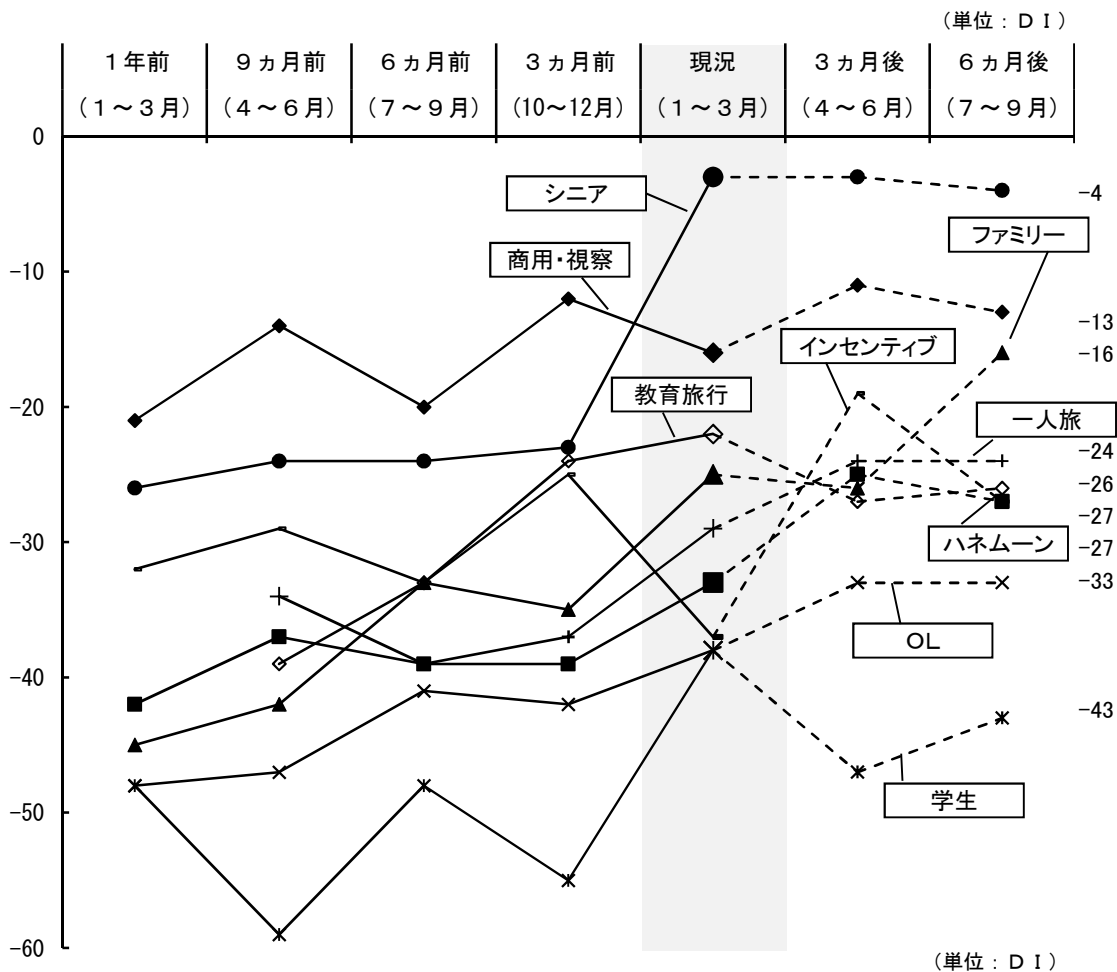 (単位:DI)
1年前 9ヵ月前 6ヵ月前 3ヵ月前 現況 3ヵ月後 6ヵ月後
(1~3月) (4~6月) (7~9月) (10~12月) (1~3月) (4~6月) (7~9月)
0
シニア
-4
ファミリー
商用・視察
-10
-13
インセンティブ
-16
教育旅行
-20
一人旅
-24
-26
-27
ハネムーン
-27
-30
-33
OL
-40
-43
学生
-50
-60
(単位:DI)